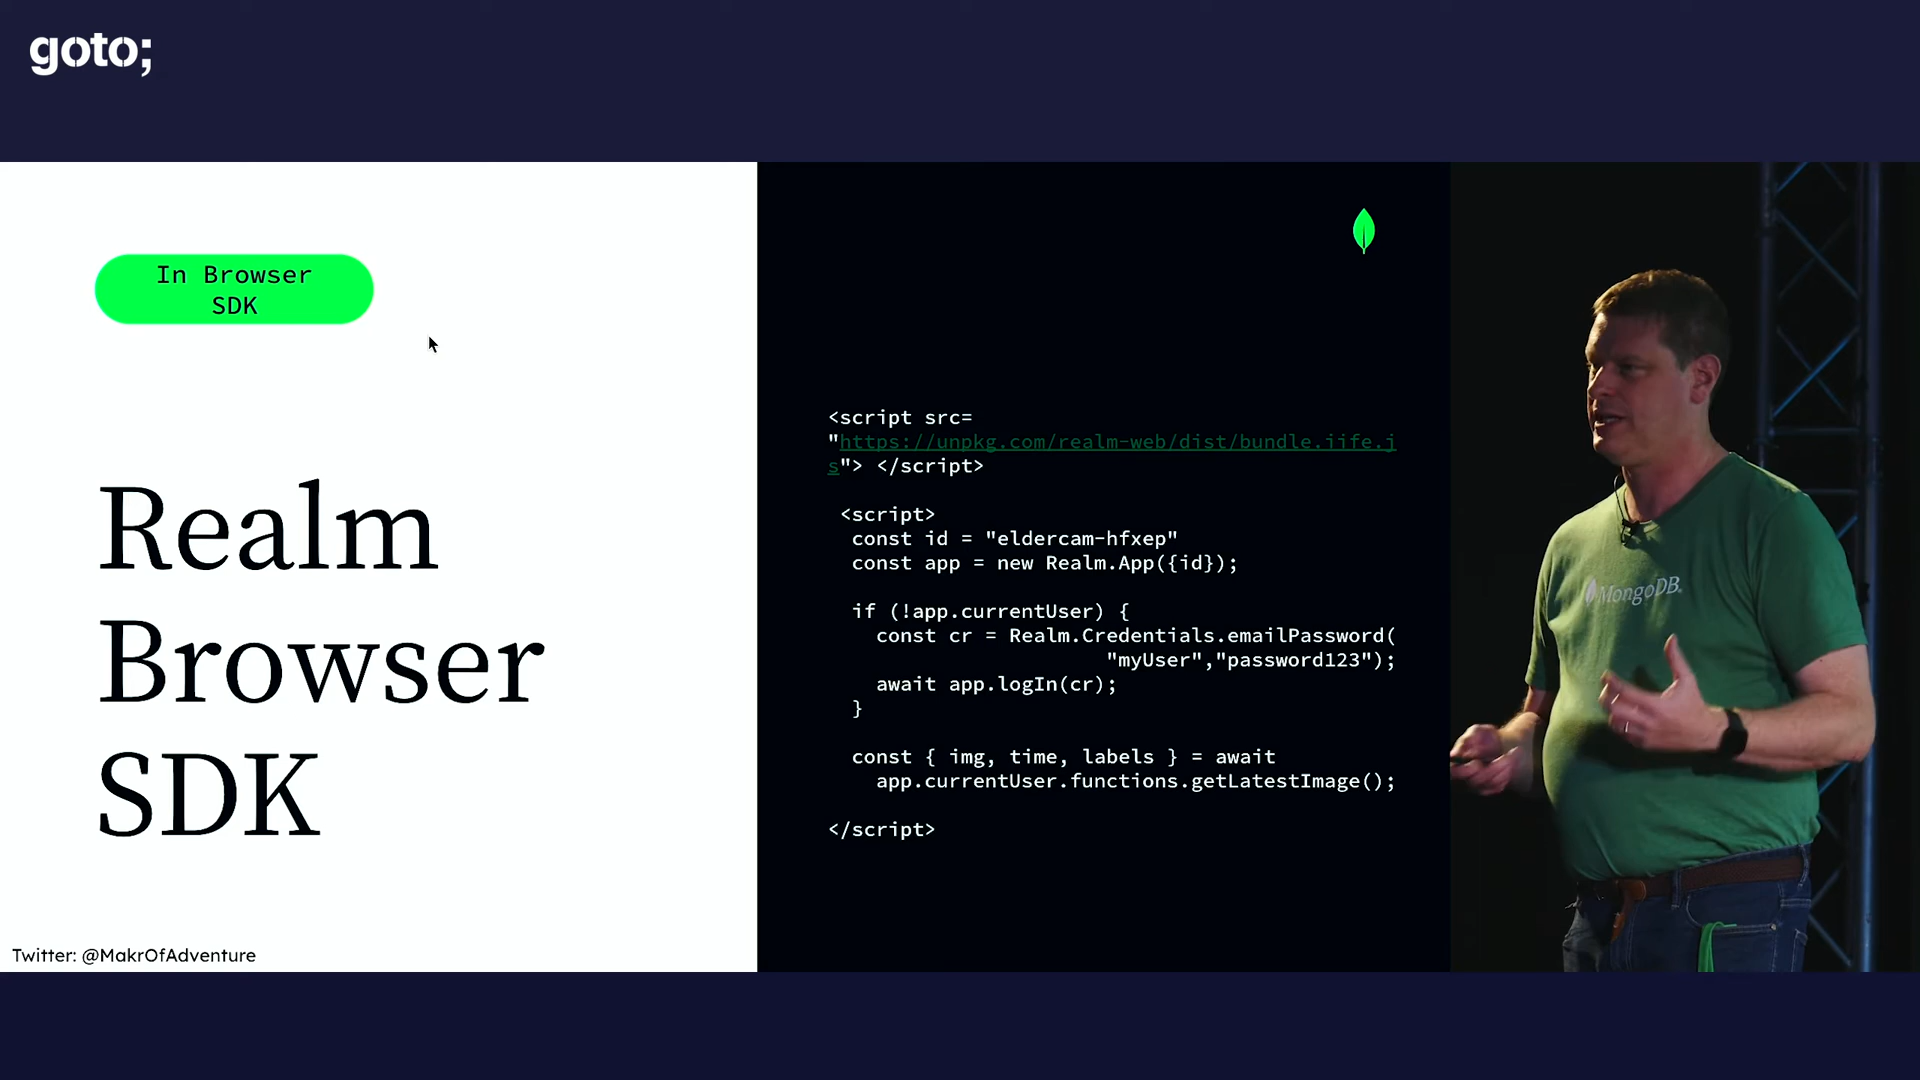 goto;
In Browser
SDK
Realm
Browser
SDK
Twitter: @MakrOfAdventure
<script src=
"https://unpkg.com/realm-web/dist/bundle.iife.j
s"> </script>
<script>
const id = "eldercam-hfxep"
const app = new Realm.App({id});
if (!app.currentUser) {
const cr = Realm.Credentials.emailPassword(
"myUser","password123");
await app.logIn(cr);
}
const { img, time, labels } = await
app.currentUser.functions.getLatestImage();
</script>
MongoDB.